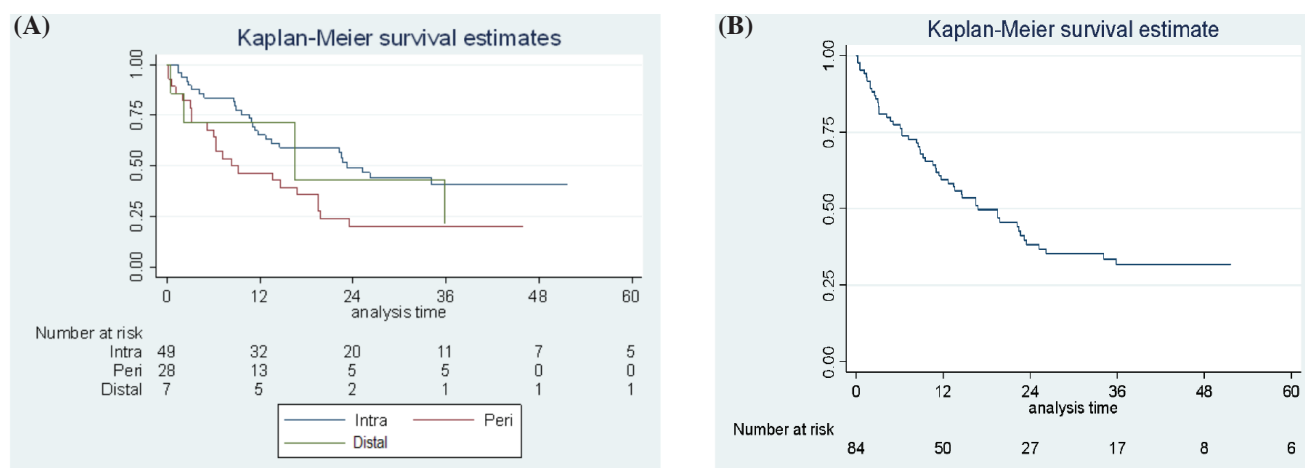 (A)
Kaplan-Meier survival estimates
1.00
0.75
0.50
0.25
0.00
0 12 24 36 48 60
analysis time
Number at risk
Intra 49 32 20 11 7 5
Peri 28 13 5 5 0 0
Distal 7 5 2 1 1 1
Intra Peri
Distal
(B)
Kaplan-Meier survival estimate
1.00
0.75
0.50
0.25
0.00
0 12 24 36 48 60
analysis time
Number at risk
84 50 27 17 8 6